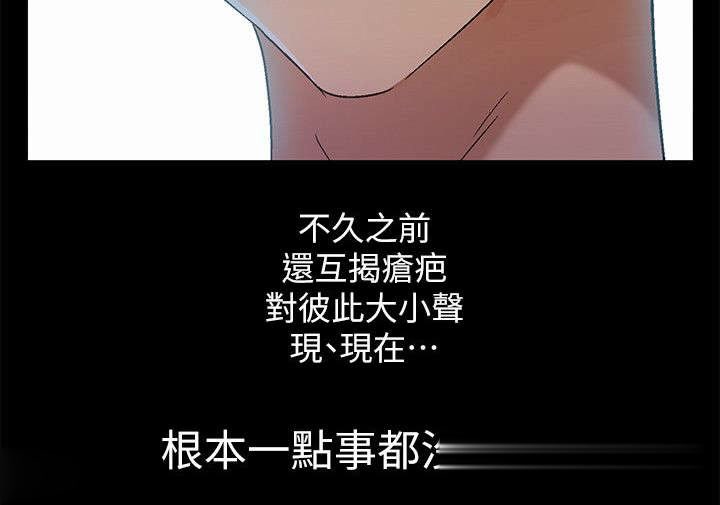 不久之前
還互揭瘡疤
對彼此大小聲
現、現在…
根本一點事都